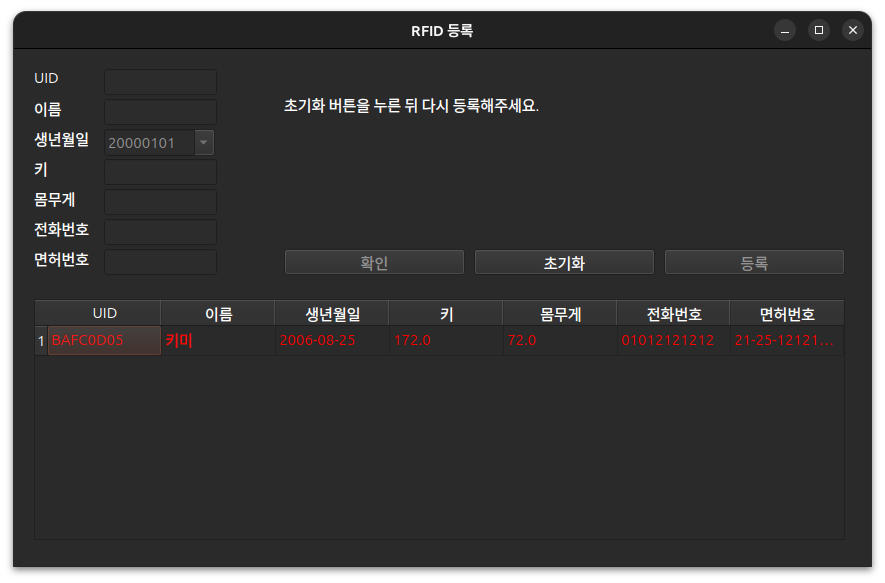 RFID 등록
UID
이름
초기화 버튼을 누른 뒤 다시 등록해주세요.
생년월일 20000101
키
몸무게
전화번호
면허번호
확인 초기화 등록
UID 이름 생년월일 키 몸무게 전화번호 면허번호
1 BAFC0D05 키미 2006-08-25 172.0 72.0 01012121212 21-25-12121...